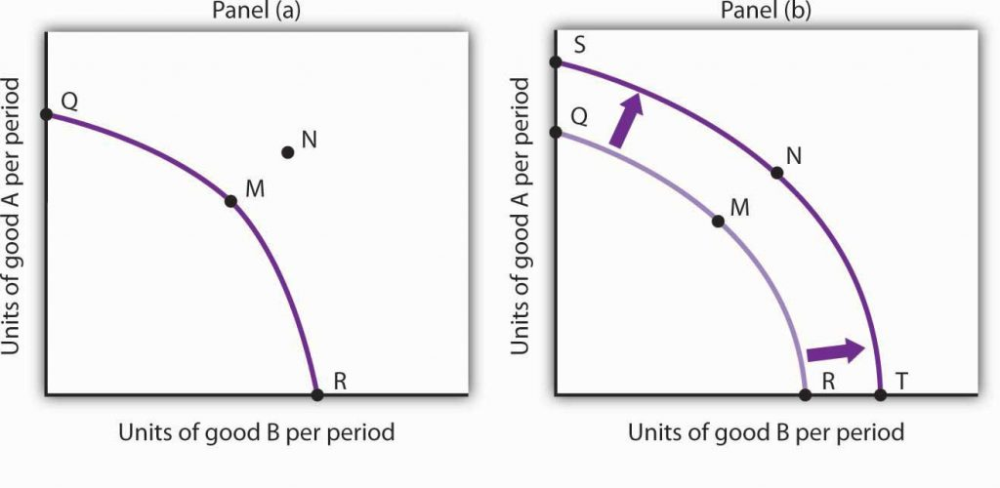 Panel (a)
Units of good A per period
Q
N
M
R
Units of good B per period
Panel (b)
Units of good A per period
S
Q
N
M
R
T
Units of good B per period